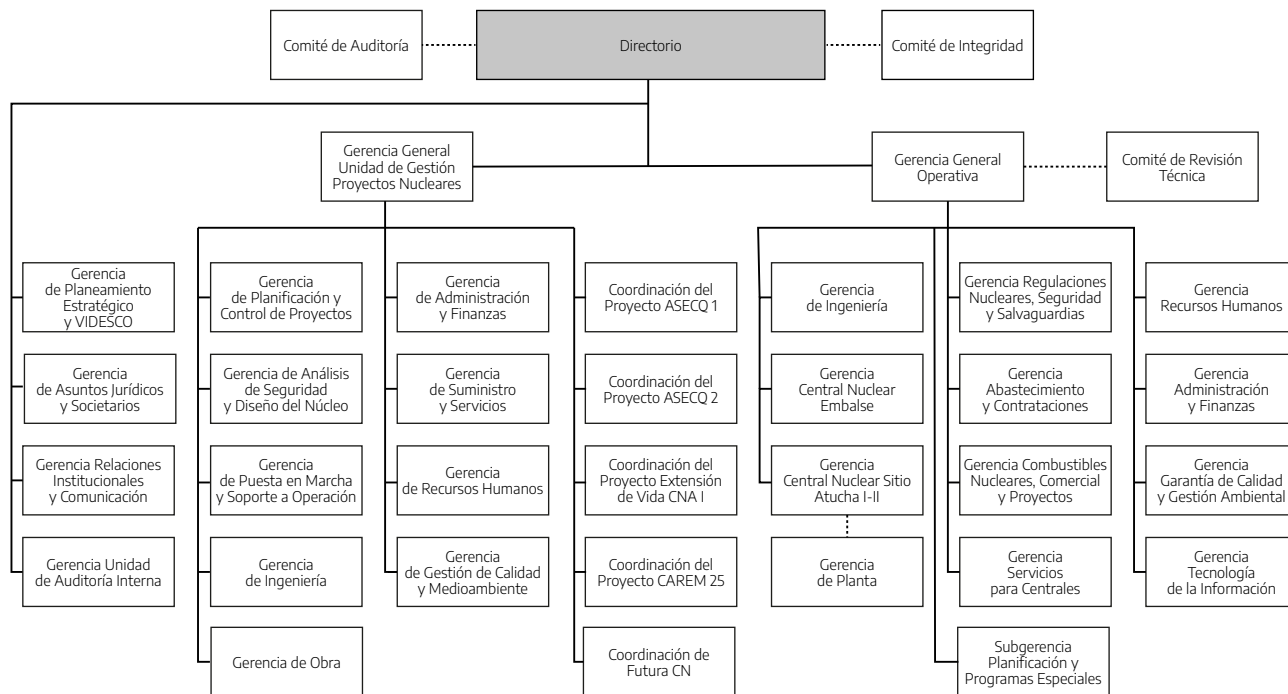 Comité de Auditoría
Directorio
Comité de Integridad
Gerencia General
Unidad de Gestión
Proyectos Nucleares
Gerencia General
Operativa
Comité de Revisión
Técnica
Gerencia
de Planeamiento
Estratégico
y VIDESCO
Gerencia
de Planificación y
Control de Proyectos
Gerencia
de Administración
y Finanzas
Coordinación del
Proyecto ASECQ 1
Gerencia
de Ingeniería
Gerencia Regulaciones
Nucleares, Seguridad
y Salvaguardias
Gerencia
Recursos Humanos
Gerencia
de Asuntos Jurídicos
y Societarios
Gerencia de Análisis
de Seguridad
y Diseño del Núcleo
Gerencia
de Suministro
y Servicios
Coordinación del
Proyecto ASECQ 2
Gerencia
Central Nuclear
Embalse
Gerencia
Abastecimiento
y Contrataciones
Gerencia
Administración
y Finanzas
Gerencia Relaciones
Institucionales
y Comunicación
Gerencia
de Puesta en Marcha
y Soporte a Operación
Gerencia
de Recursos Humanos
Coordinación del
Proyecto Extensión
de Vida CNA I
Gerencia
Central Nuclear Sitio
Atucha I-II
Gerencia Combustibles
Nucleares, Comercial
y Proyectos
Gerencia
Garantía de Calidad
y Gestión Ambiental
Gerencia Unidad
de Auditoría Interna
Gerencia
de Ingeniería
Gerencia
de Gestión de Calidad
y Medioambiente
Coordinación del
Proyecto CAREM 25
Gerencia
de Planta
Gerencia
Servicios
para Centrales
Gerencia
Tecnología
de la Información
Gerencia de Obra
Coordinación de
Futura CN
Subgerencia
Planificación y
Programas Especiales